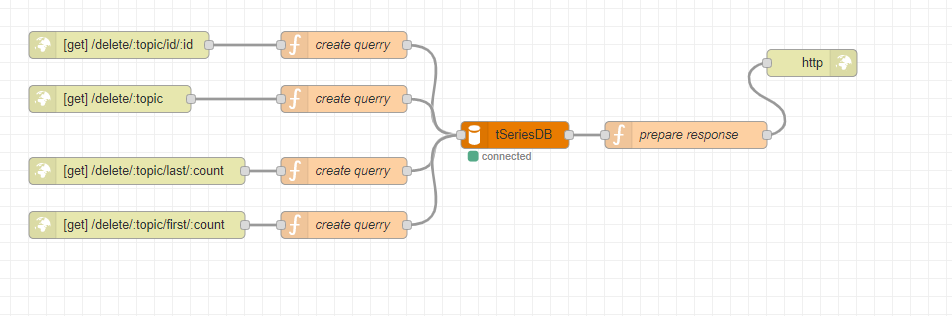 [get] /delete/:topic/id/:id
create querry
[get] /delete/:topic
create querry
[get] /delete/:topic/last/:count
create querry
[get] /delete/:topic/first/:count
create querry
tSeriesDB
connected
prepare response
http